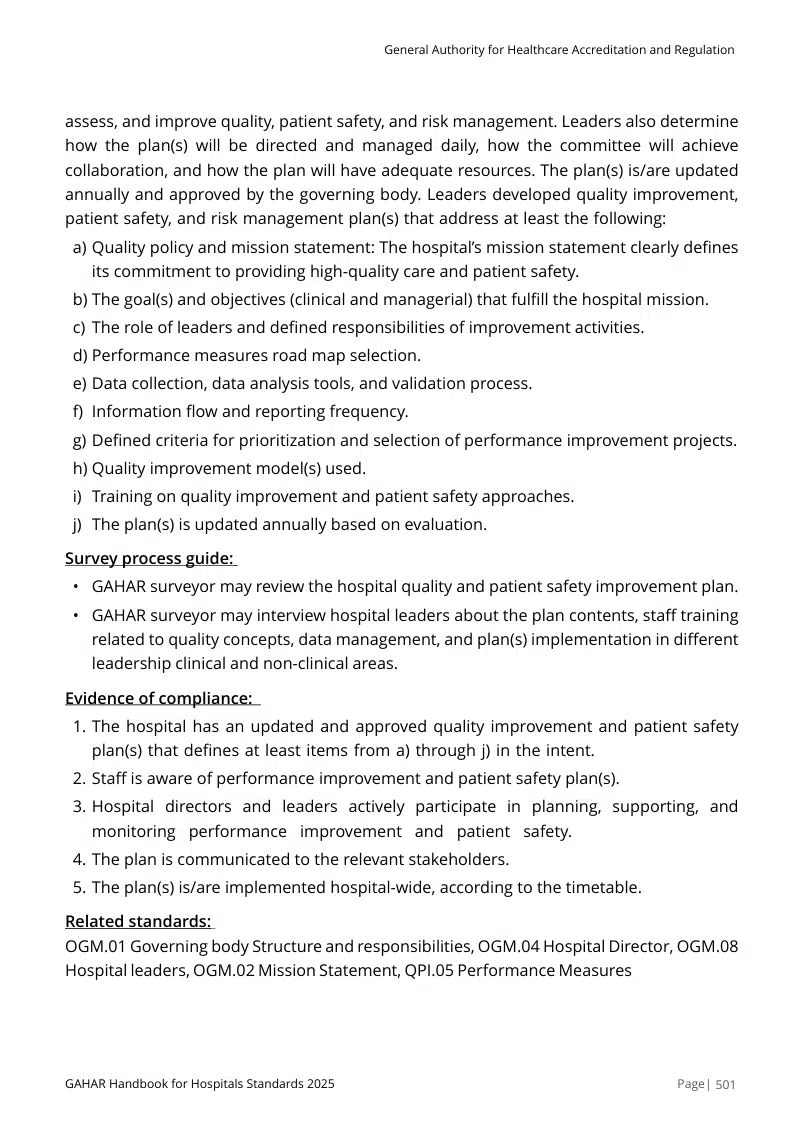 General Authority for Healthcare Accreditation and Regulation
assess, and improve quality, patient safety, and risk management. Leaders also determine
how the plan(s) will be directed and managed daily, how the committee will achieve
collaboration, and how the plan will have adequate resources. The plan(s) is/are updated
annually and approved by the governing body. Leaders developed quality improvement,
patient safety, and risk management plan(s) that address at least the following:
a) Quality policy and mission statement: The hospital’s mission statement clearly defines
its commitment to providing high-quality care and patient safety.
b) The goal(s) and objectives (clinical and managerial) that fulfill the hospital mission.
c) The role of leaders and defined responsibilities of improvement activities.
d) Performance measures road map selection.
e) Data collection, data analysis tools, and validation process.
f) Information flow and reporting frequency.
g) Defined criteria for prioritization and selection of performance improvement projects.
h) Quality improvement model(s) used.
i) Training on quality improvement and patient safety approaches.
j) The plan(s) is updated annually based on evaluation.
Survey process guide:
• GAHAR surveyor may review the hospital quality and patient safety improvement plan.
• GAHAR surveyor may interview hospital leaders about the plan contents, staff training
related to quality concepts, data management, and plan(s) implementation in different
leadership clinical and non-clinical areas.
Evidence of compliance:
1. The hospital has an updated and approved quality improvement and patient safety
plan(s) that defines at least items from a) through j) in the intent.
2. Staff is aware of performance improvement and patient safety plan(s).
3. Hospital directors and leaders actively participate in planning, supporting, and
monitoring performance improvement and patient safety.
4. The plan is communicated to the relevant stakeholders.
5. The plan(s) is/are implemented hospital-wide, according to the timetable.
Related standards:
OGM.01 Governing body Structure and responsibilities, OGM.04 Hospital Director, OGM.08
Hospital leaders, OGM.02 Mission Statement, QPI.05 Performance Measures
GAHAR Handbook for Hospitals Standards 2025 Page| 501